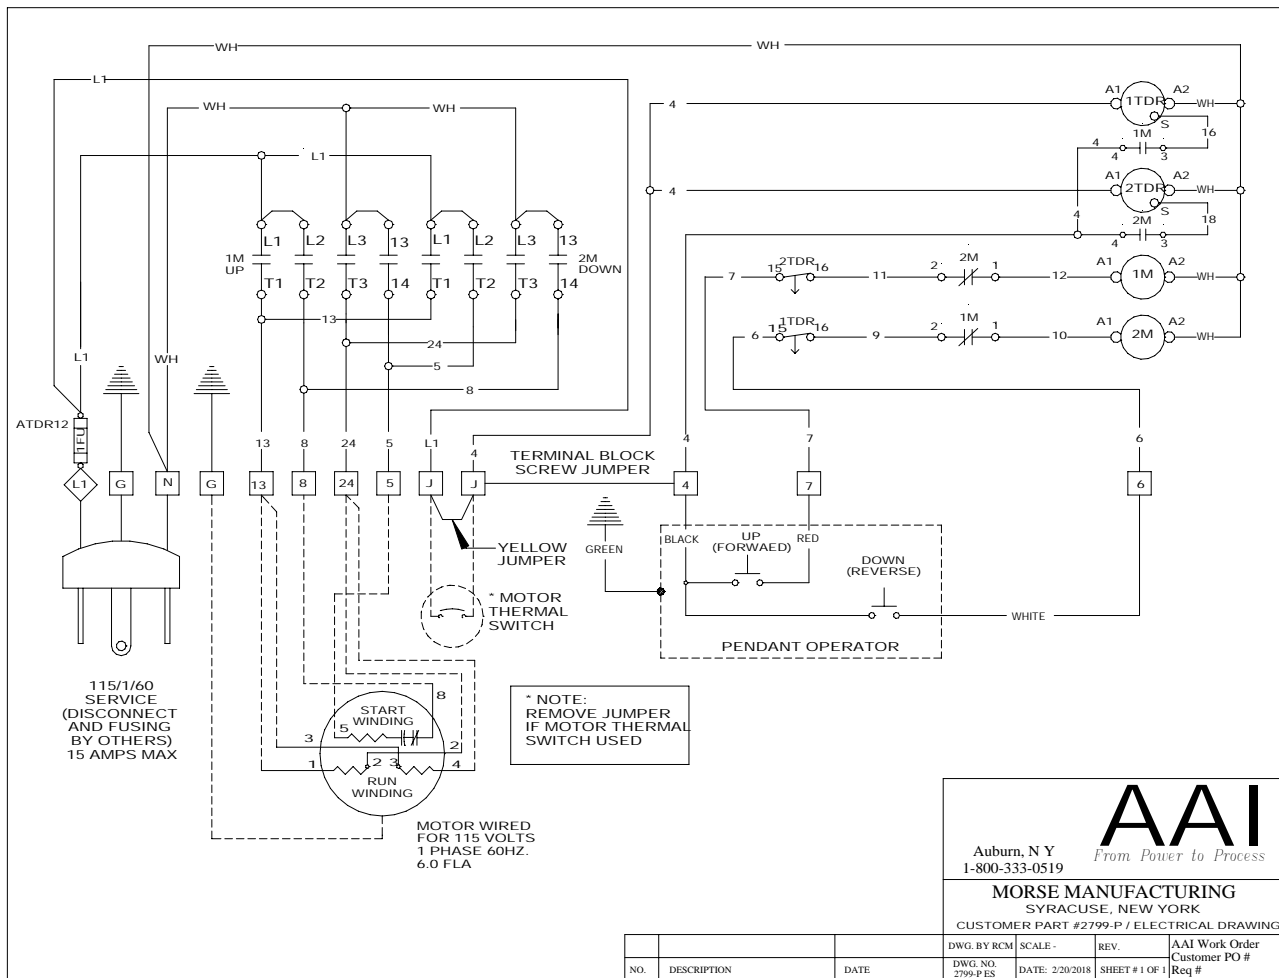 WH
WH
L1
WH
WH
L1
4
A1
1TDR
A2
WH
S
16
1M
4
4
3
4
A1
2TDR
A2
WH
S
18
4
2M
4
3
L1
L2
L3
13
L1
L2
L3
13
1M
UP
2M
DOWN
T1
T2
T3
14
T1
T2
T3
14
7
2TDR
15
16
11
2M
2
1
12
A1
1M
A2
WH
13
24
5
8
6
1TDR
15
16
9
1M
2
1
10
A1
2M
A2
WH
L1
WH
ATDR12
1FU
13
8
24
5
L1
4
4
7
6
TERMINAL BLOCK
SCREW JUMPER
L1
G
N
G
13
8
24
5
J
J
4
7
6
YELLOW
JUMPER
GREEN
BLACK
UP
(FORWAED)
RED
DOWN
(REVERSE)
WHITE
PENDANT OPERATOR
* MOTOR
THERMAL
SWITCH
115/1/60
SERVICE
(DISCONNECT
AND FUSING
BY OTHERS)
15 AMPS MAX
8
START
WINDING
5
3
2
1
2
3
4
RUN
WINDING
* NOTE:
REMOVE JUMPER
IF MOTOR THERMAL
SWITCH USED
MOTOR WIRED
FOR 115 VOLTS
1 PHASE 60HZ.
6.0 FLA
AAI
From Power to Process
Auburn, N Y
1-800-333-0519
MORSE MANUFACTURING
SYRACUSE, NEW YORK
CUSTOMER PART #2799-P / ELECTRICAL DRAWING
DWG. BY RCM
SCALE -
REV.
AAI Work Order
Customer PO #
Req #
NO.
DESCRIPTION
DATE
DWG. NO.
2799-P ES
DATE: 2/20/2018
SHEET # 1 OF 1